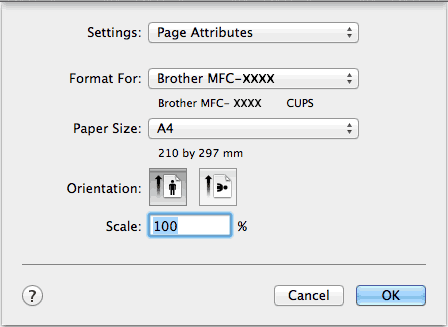 Settings: Page Attributes
Format For: Brother MFC-XXXX
Brother MFC- XXXX CUPS
Paper Size: A4
210 by 297 mm
Orientation:
Scale: 100 %
? Cancel OK